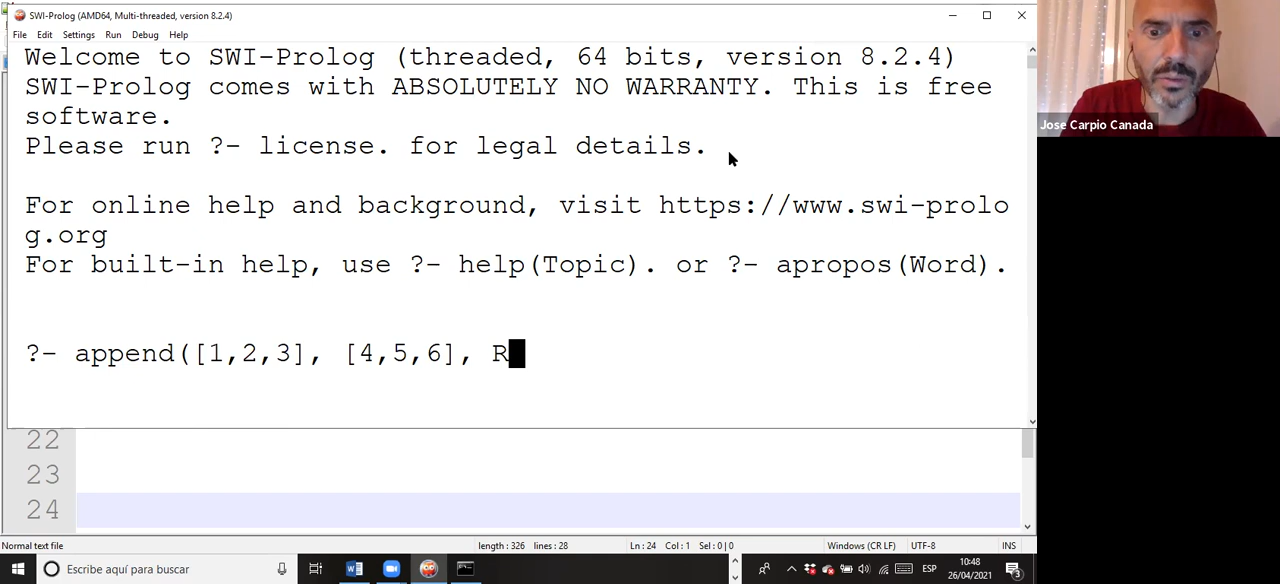 SWI-Prolog (AMD64, Multi-threaded, version 8.2.4)
File Edit Settings Run Debug Help
Welcome to SWI-Prolog (threaded, 64 bits, version 8.2.4)
SWI-Prolog comes with ABSOLUTELY NO WARRANTY. This is free
software.
Please run ?- license. for legal details.
For online help and background, visit https://www.swi-prolo
g.org
For built-in help, use ?- help(Topic). or ?- apropos(Word).
?- append([1,2,3], [4,5,6], R
Jose Carpio Canada
22
23
24
Normal text file length : 326 lines : 28 Ln : 24 Col : 1 Sel : 0 | 0 Windows (CR LF) UTF-8 INS
Escribe aquí para buscar
ESP
10:48
26/04/2021
3